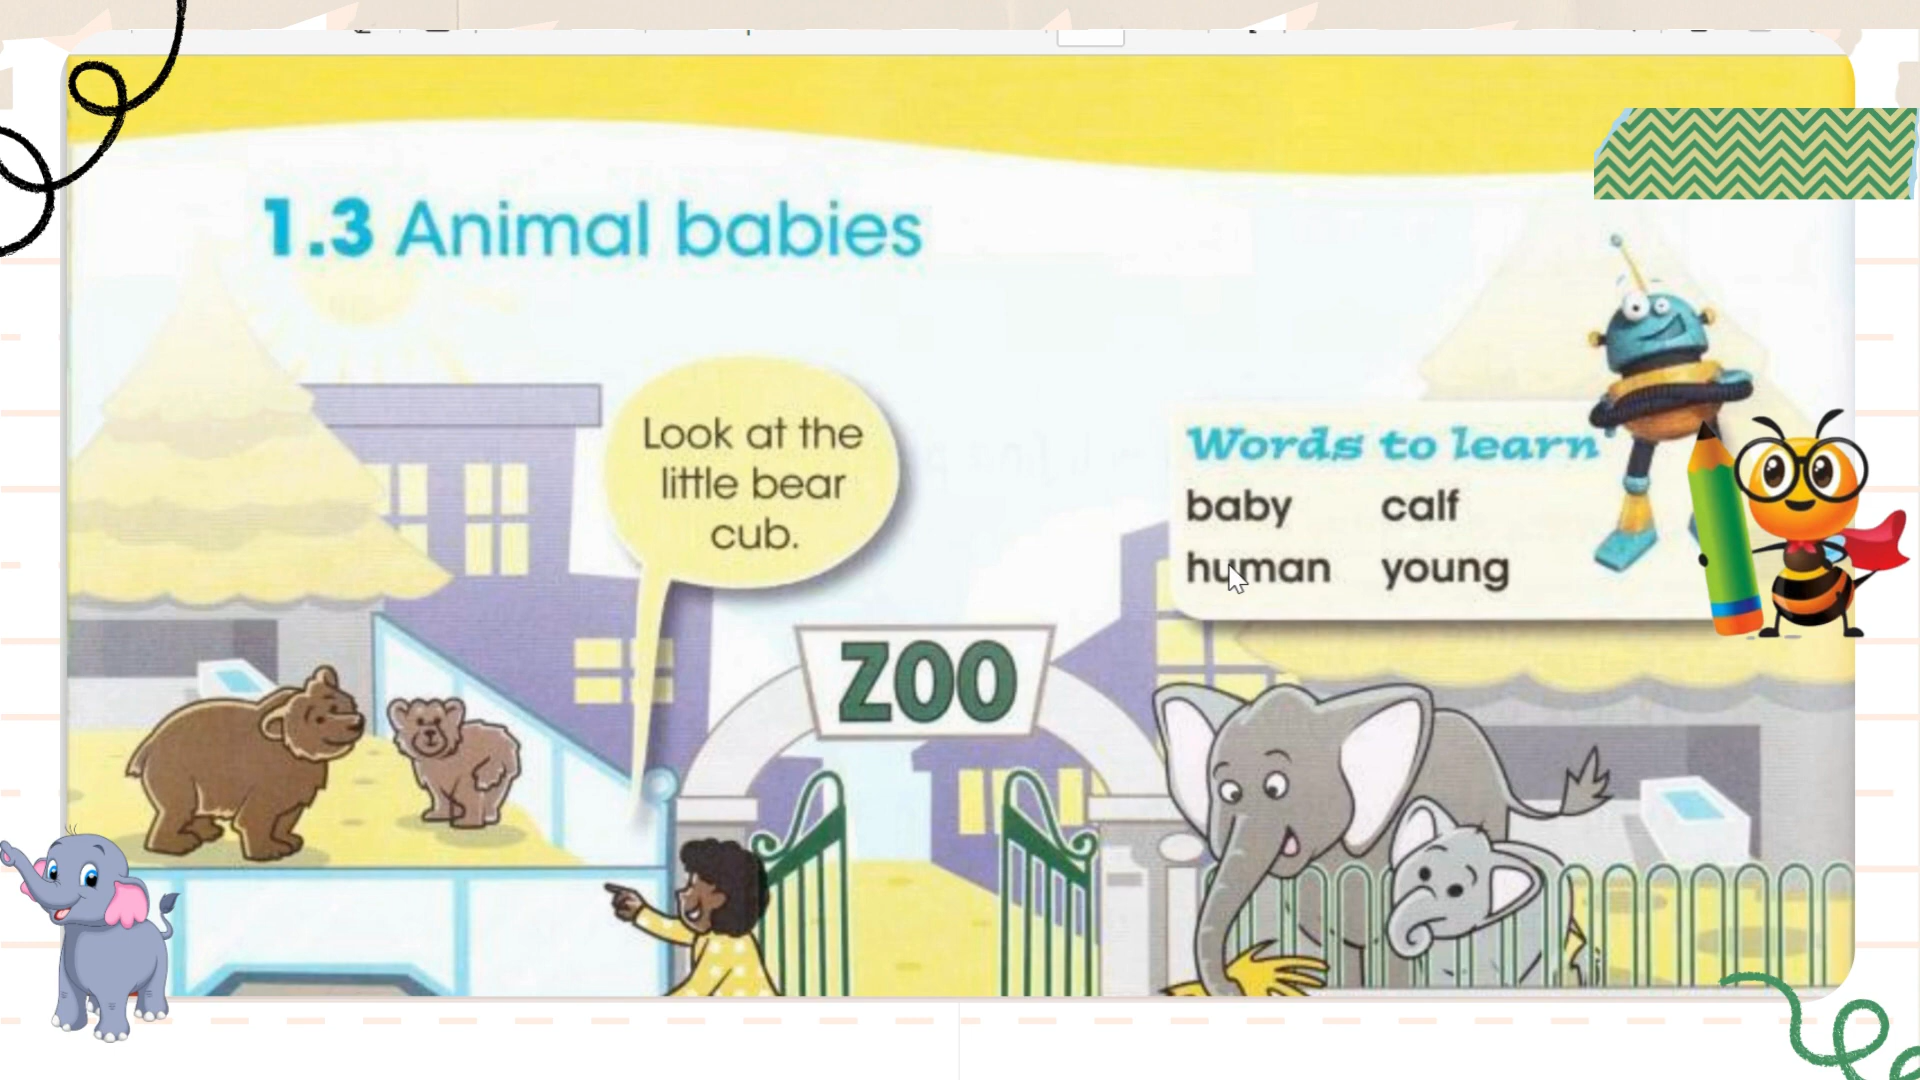 1.3 Animal babies
Look at the
little bear
cub.
Words to learn
baby calf
human young
ZOO